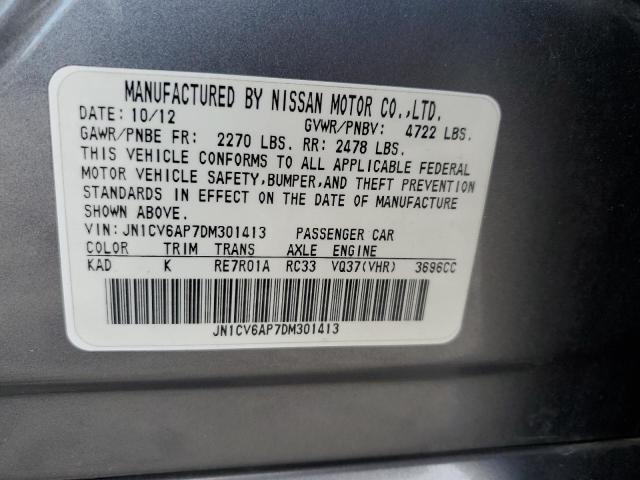 MANUFACTURED BY NISSAN MOTOR CO.,LTD.
DATE: 10/12 GVWR/PNBV: 4722 LBS.
GAWR/PNBE FR: 2270 LBS. RR: 2478 LBS.
THIS VEHICLE CONFORMS TO ALL APPLICABLE FEDERAL
MOTOR VEHICLE SAFETY,BUMPER,AND THEFT PREVENTION
STANDARDS IN EFFECT ON THE DATE OF MANUFACTURE
SHOWN ABOVE.
VIN:JN1CV6AP7DM301413 PASSENGER CAR
COLOR TRIM TRANS AXLE ENGINE
KAD K RE7R01A RC33 VQ37(VHR) 3696CC
JN1CV6AP7DM301413